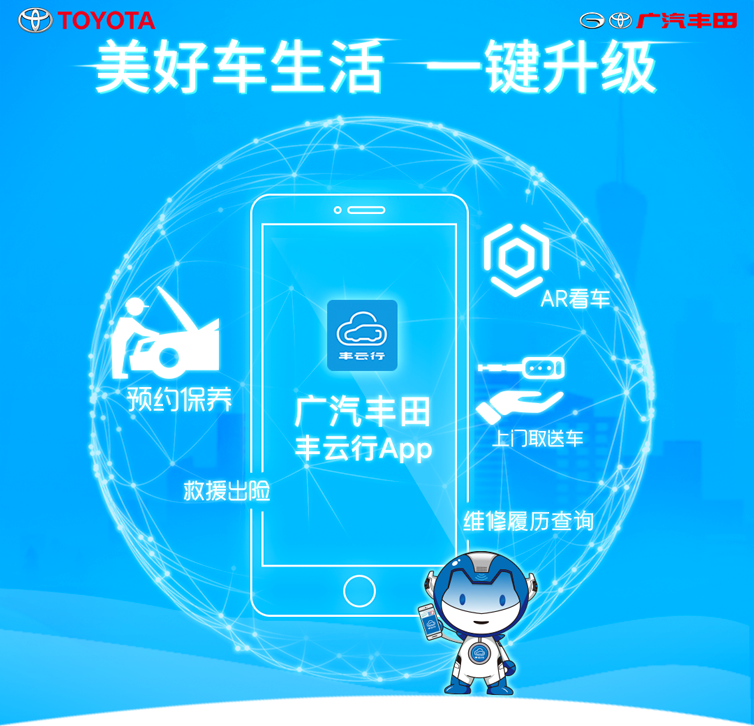 TOYOTA
广汽丰田
美好车生活 一键升级
AR看车
丰云行
预约保养
广汽丰田
丰云行App
上门取送车
救援出险
维修履历查询